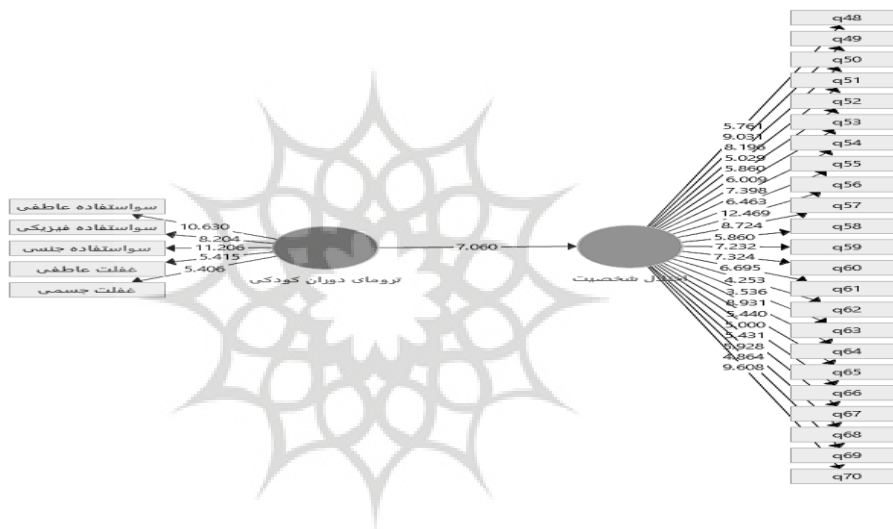 q48
q49
q50
q51
q52
q53
q54
q55
q56
q57
q58
q59
q60
q61
q62
q63
q64
q65
q66
q67
q68
q69
q70
5.761
9.031
8.196
5.029
5.860
6.009
7.398
6.463
12.469
8.724
5.860
7.232
7.324
6.695
4.253
3.536
8.931
5.440
5.000
5.431
5.928
4.864
9.608
شخصیت
7.060
ترومای دوران کودکی
10.630
8.204
11.206
5.415
5.406
سواستفاده عاطفی
سواستفاده فیزیکی
سواستفاده جنسی
غفلت عاطفی
غفلت جسمی